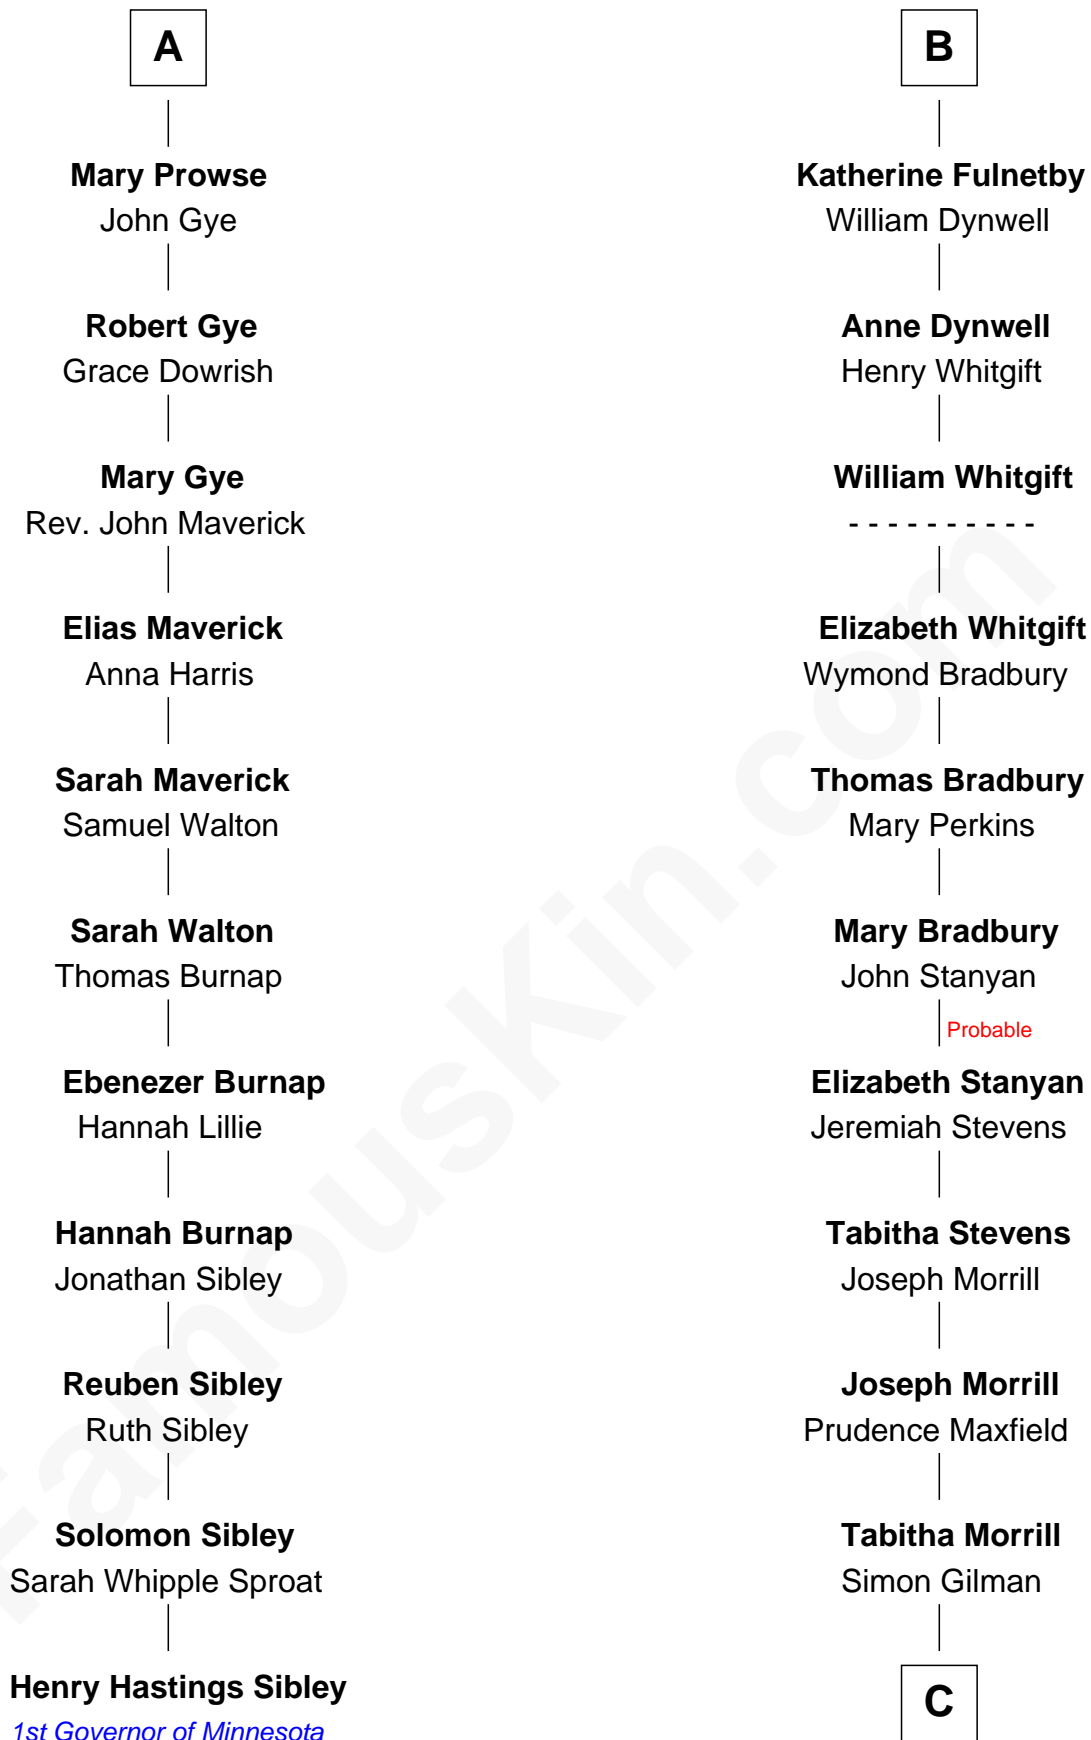 A
Mary Prowse
John Gye
Robert Gye
Grace Dowrish
Mary Gye
Rev. John Maverick
Elias Maverick
Anna Harris
Sarah Maverick
Samuel Walton
Sarah Walton
Thomas Burnap
Ebenezer Burnap
Hannah Lillie
Hannah Burnap
Jonathan Sibley
Reuben Sibley
Ruth Sibley
Solomon Sibley
Sarah Whipple Sproat
Henry Hastings Sibley
1st Governor of Minnesota
B
Katherine Fulnetby
William Dynwell
Anne Dynwell
Henry Whitgift
William Whitgift
- - - - - - - - - -
Elizabeth Whitgift
Wymond Bradbury
Thomas Bradbury
Mary Perkins
Mary Bradbury
John Stanyan
Probable
Elizabeth Stanyan
Jeremiah Stevens
Tabitha Stevens
Joseph Morrill
Joseph Morrill
Prudence Maxfield
Tabitha Morrill
Simon Gilman
C
FamousKin.com